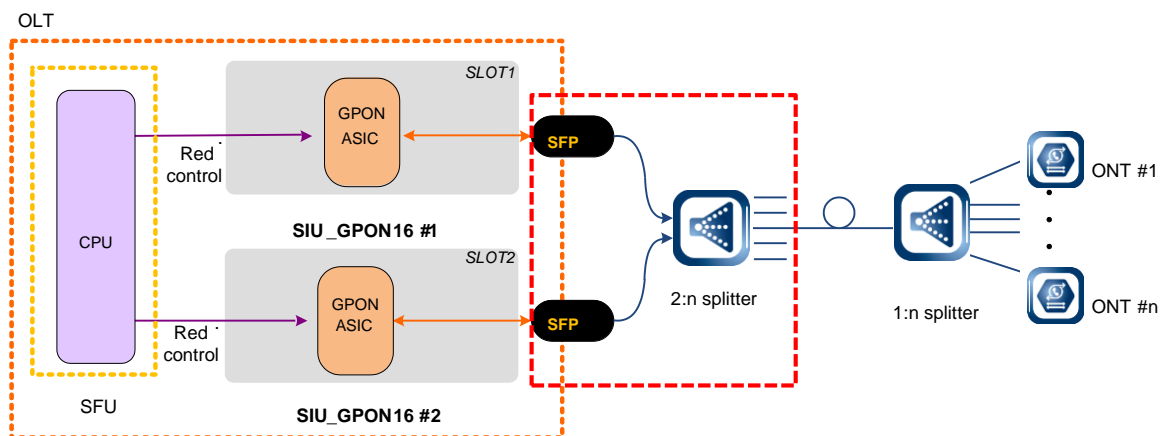 OLT
SLOT1
GPON
ASIC
SFP
Red
control
SIU_GPON16 #1
CPU
SLOT2
GPON
ASIC
SFP
Red
control
SIU_GPON16 #2
SFU
2:n splitter
1:n splitter
ONT #1
ONT #n